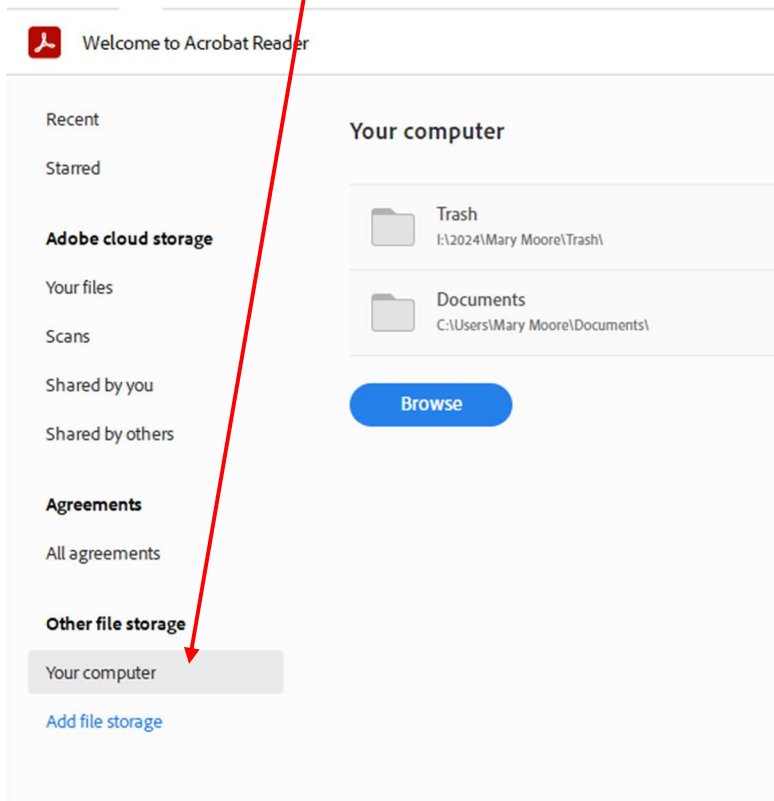 Welcome to Acrobat Reader
Recent
Starred
Adobe cloud storage
Your files
Scans
Shared by you
Shared by others
Agreements
All agreements
Other file storage
Your computer
Add file storage
Your computer
Trash
I:\2024\Mary Moore\Trash\
Documents
C:\Users\Mary Moore\Documents\
Browse